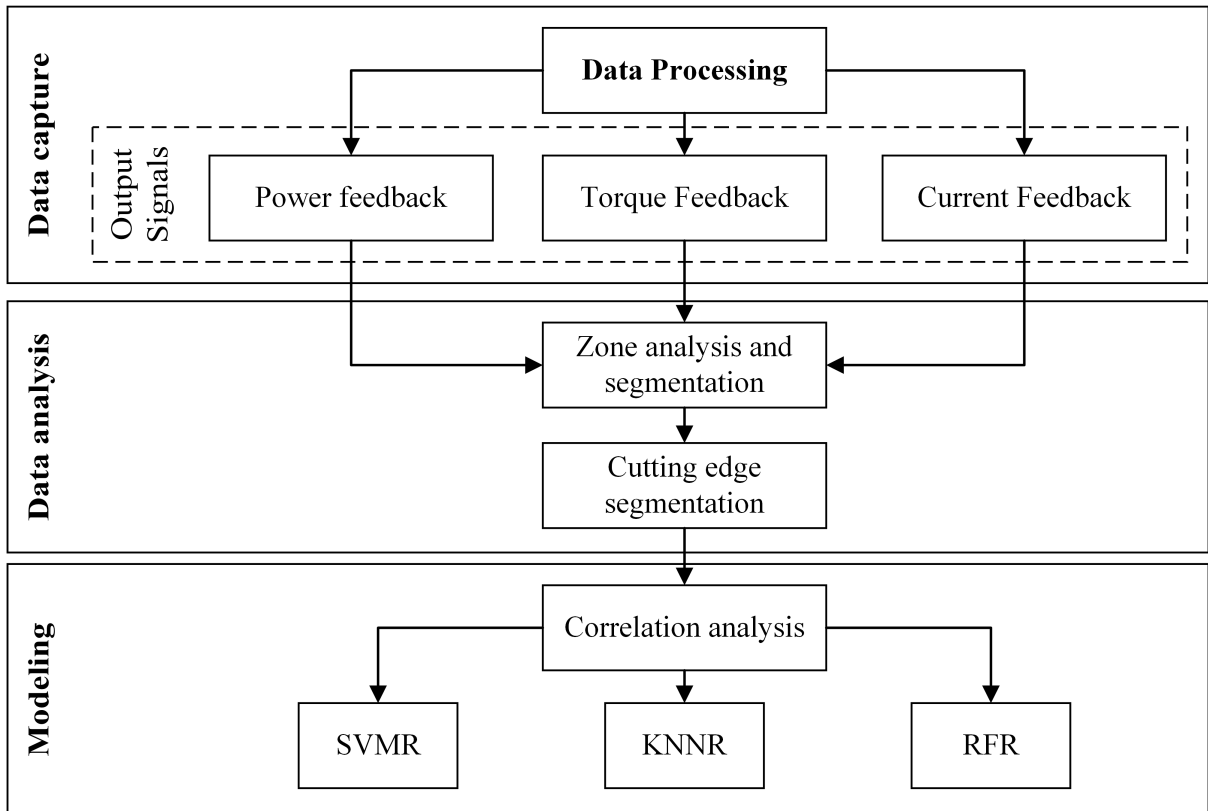 Data capture
Data Processing
Output
Signals
Power feedback
Torque Feedback
Current Feedback
Data analysis
Zone analysis and
segmentation
Cutting edge
segmentation
Modeling
Correlation analysis
SVMR
KNNR
RFR